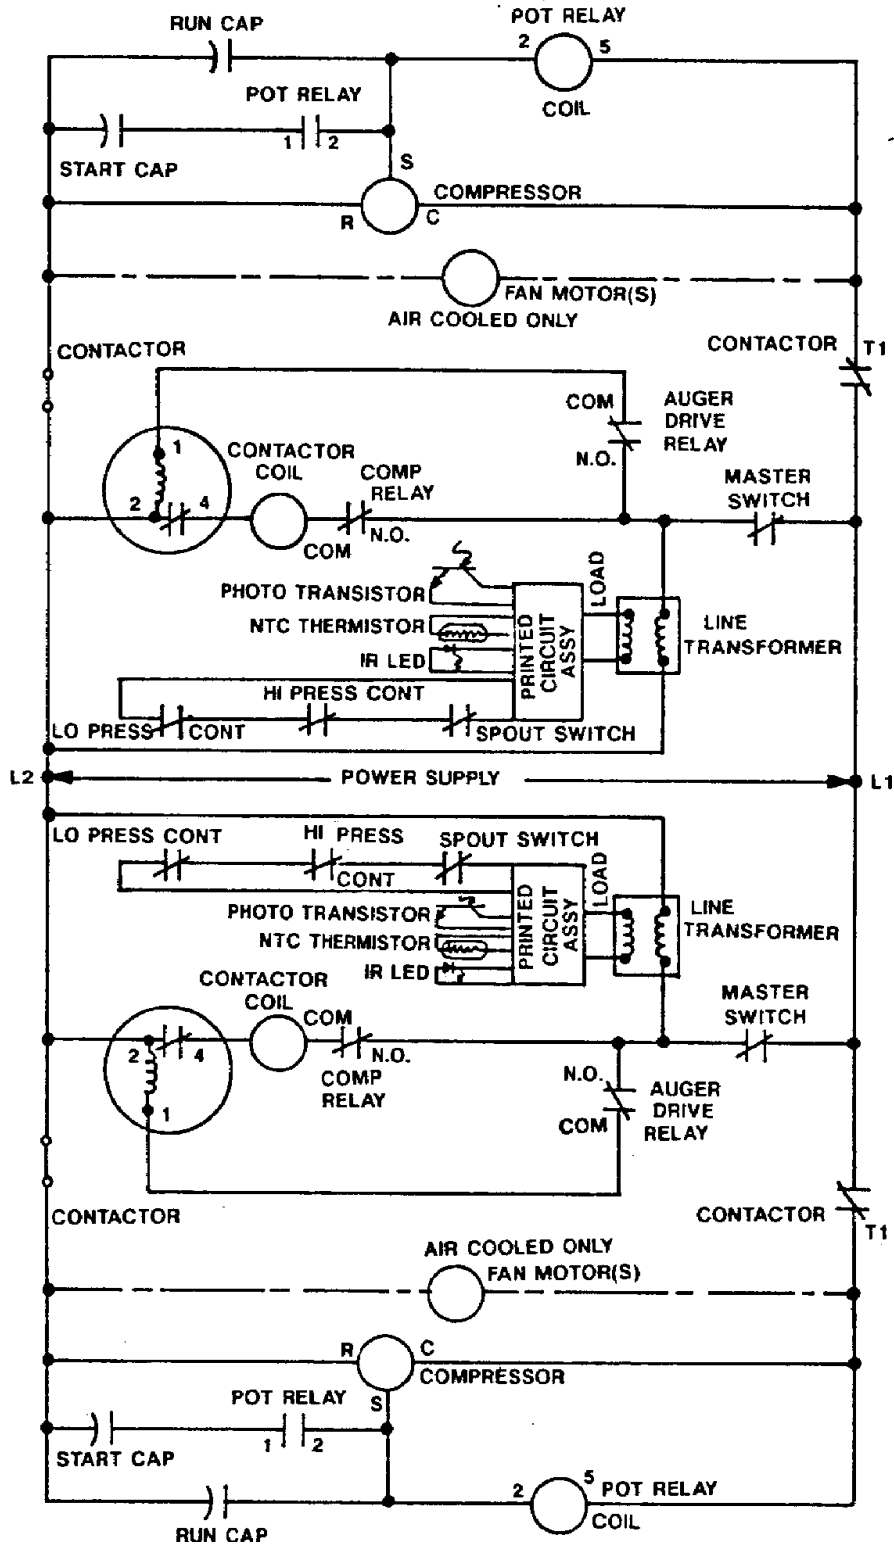 RUN CAP
POT RELAY
2 5
COIL
POT RELAY
1 2
START CAP
S
COMPRESSOR
R C
FAN MOTOR(S)
AIR COOLED ONLY
CONTACTOR
CONTACTOR T1
COM
AUGER
DRIVE
RELAY
N.O.
1
CONTACTOR
COIL
COMP
RELAY
MASTER
SWITCH
2 4
COM
N.O.
PHOTO TRANSISTOR
NTC THERMISTOR
IR LED
PRINTED
CIRCUIT
ASSY
LOAD
LINE
TRANSFORMER
HI PRESS CONT
LO PRESS CONT
SPOUT SWITCH
L2 POWER SUPPLY L1
LO PRESS CONT
HI PRESS
CONT
SPOUT SWITCH
PHOTO TRANSISTOR
NTC THERMISTOR
IR LED
PRINTED
CIRCUIT
ASSY
LOAD
LINE
TRANSFORMER
CONTACTOR
COIL
COM
MASTER
SWITCH
2 4
N.O.
COMP
RELAY
1
N.O.
COM
AUGER
DRIVE
RELAY
CONTACTOR
CONTACTOR
T1
AIR COOLED ONLY
FAN MOTOR(S)
R C
COMPRESSOR
S
POT RELAY
1 2
START CAP
2 5
POT RELAY
COIL
RUN CAP